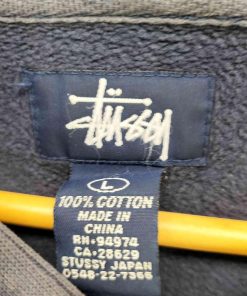 Stüssy
L
100% COTTON
MADE IN
CHINA
RN•94974
CA•28629
STUSSY JAPAN
0548-22-7366